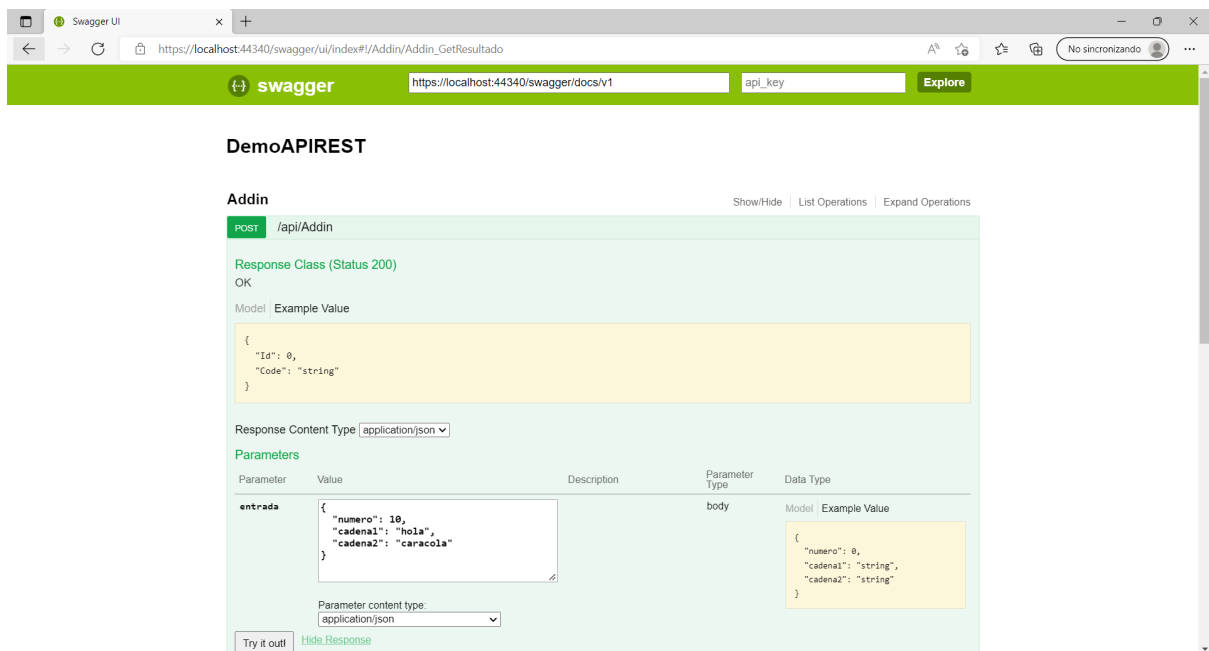 Swagger UI
https://localhost:44340/swagger/ui/index#!/Addin/Addin_GetResultado
No sincronizando
swagger
https://localhost:44340/swagger/docs/v1
api_key
Explore
DemoAPIREST
Addin
Show/Hide
List Operations
Expand Operations
POST
/api/Addin
Response Class (Status 200)
OK
Model
Example Value
{
"Id": 0,
"Code": "string"
}
Response Content Type application/json
Parameters
Parameter
Value
Description
Parameter
Type
Data Type
entrada
{
"numero": 10,
"cadena1": "hola",
"cadena2": "caracola"
}
Parameter content type:
application/json
body
Model
Example Value
{
"numero": 0,
"cadena1": "string",
"cadena2": "string"
}
Try it out!
Hide Response